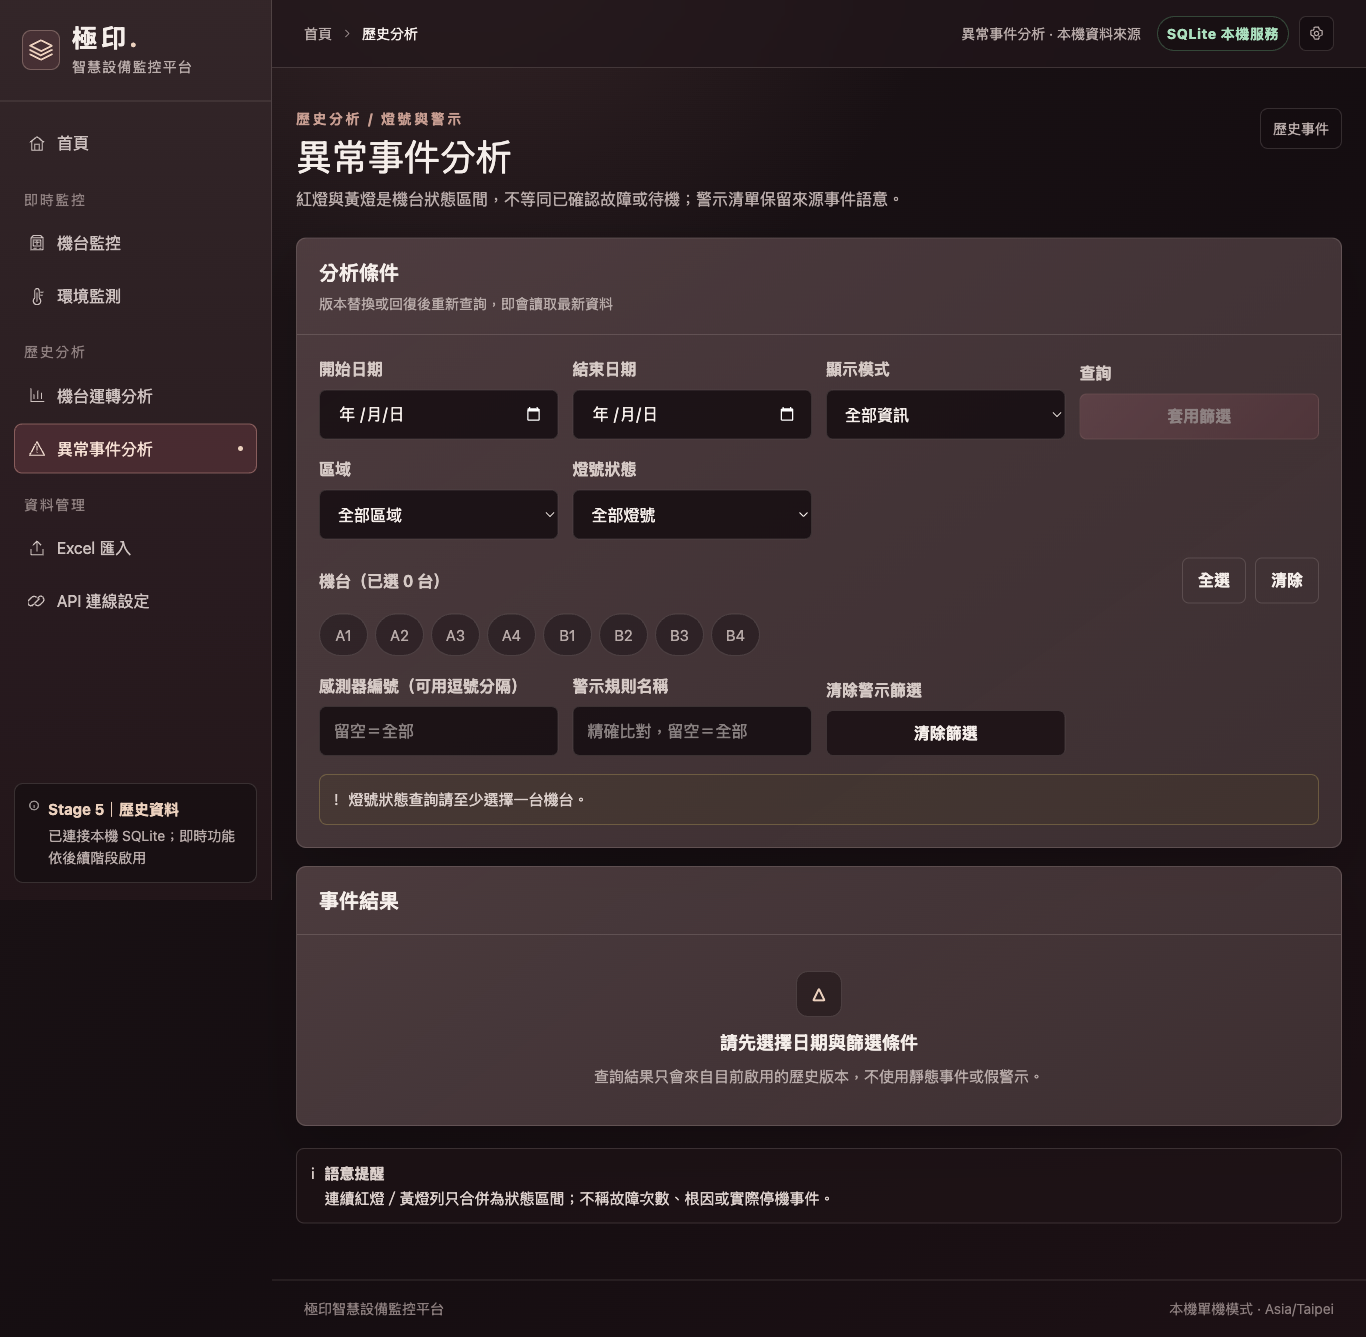 極印.
智慧設備監控平台
首頁
即時監控
機台監控
環境監測
歷史分析
機台運轉分析
異常事件分析
資料管理
Excel 匯入
API 連線設定
Stage 5｜歷史資料
已連接本機 SQLite；即時功能
依後續階段啟用
首頁 › 歷史分析
異常事件分析 · 本機資料來源
SQLite 本機服務
歷史分析 / 燈號與警示
異常事件分析
紅燈與黃燈是機台狀態區間，不等同已確認故障或待機；警示清單保留來源事件語意。
歷史事件
分析條件
版本替換或回復後重新查詢，即會讀取最新資料
開始日期
結束日期
顯示模式
查詢
年 /月/日
年 /月/日
全部資訊
套用篩選
區域
燈號狀態
全部區域
全部燈號
機台（已選 0 台）
全選
清除
A1
A2
A3
A4
B1
B2
B3
B4
感測器編號（可用逗號分隔）
警示規則名稱
清除警示篩選
留空＝全部
精確比對，留空＝全部
清除篩選
! 燈號狀態查詢請至少選擇一台機台。
事件結果
△
請先選擇日期與篩選條件
查詢結果只會來自目前啟用的歷史版本，不使用靜態事件或假警示。
i 語意提醒
連續紅燈 / 黃燈列只合併為狀態區間；不稱故障次數、根因或實際停機事件。
極印智慧設備監控平台
本機單機模式 · Asia/Taipei